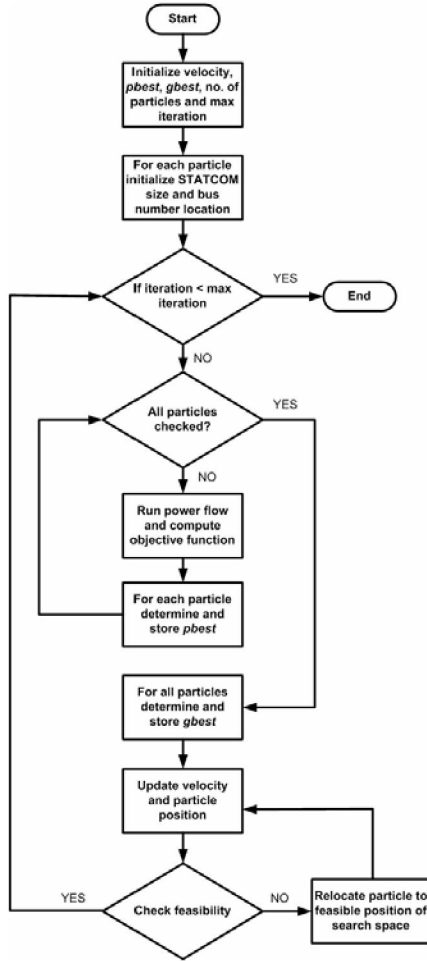 Start
Initialize velocity,
pbest, gbest, no. of
particles and max
iteration
For each particle
initialize STATCOM
size and bus
number location
If iteration < max
iteration
YES
End
NO
All particles
checked?
YES
NO
Run power flow
and compute
objective function
For each particle
determine and
store pbest
For all particles
determine and
store gbest
Update velocity
and particle
position
YES
Check feasibility
NO
Relocate particle to
feasible position of
search space